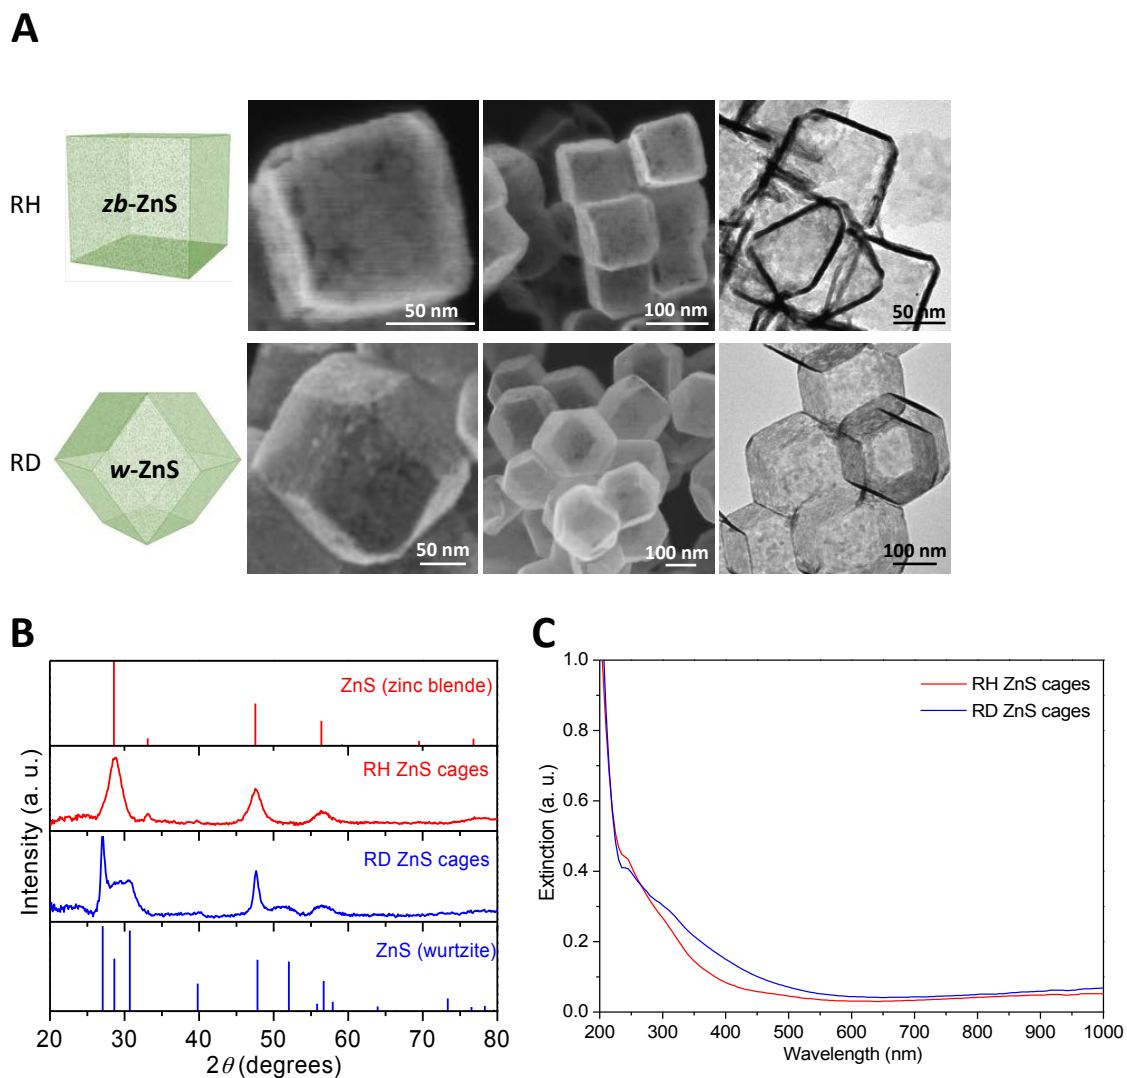 A
RH
zb-ZnS
50 nm
100 nm
50 nm
RD
w-ZnS
50 nm
100 nm
100 nm
B
ZnS (zinc blende)
RH ZnS cages
RD ZnS cages
ZnS (wurtzite)
Intensity (a. u.)
20 30 40 50 60 70 80
2θ (degrees)
C
RH ZnS cages
RD ZnS cages
1.0
0.8
0.6
0.4
0.2
0.0
Extinction (a. u.)
200 300 400 500 600 700 800 900 1000
Wavelength (nm)